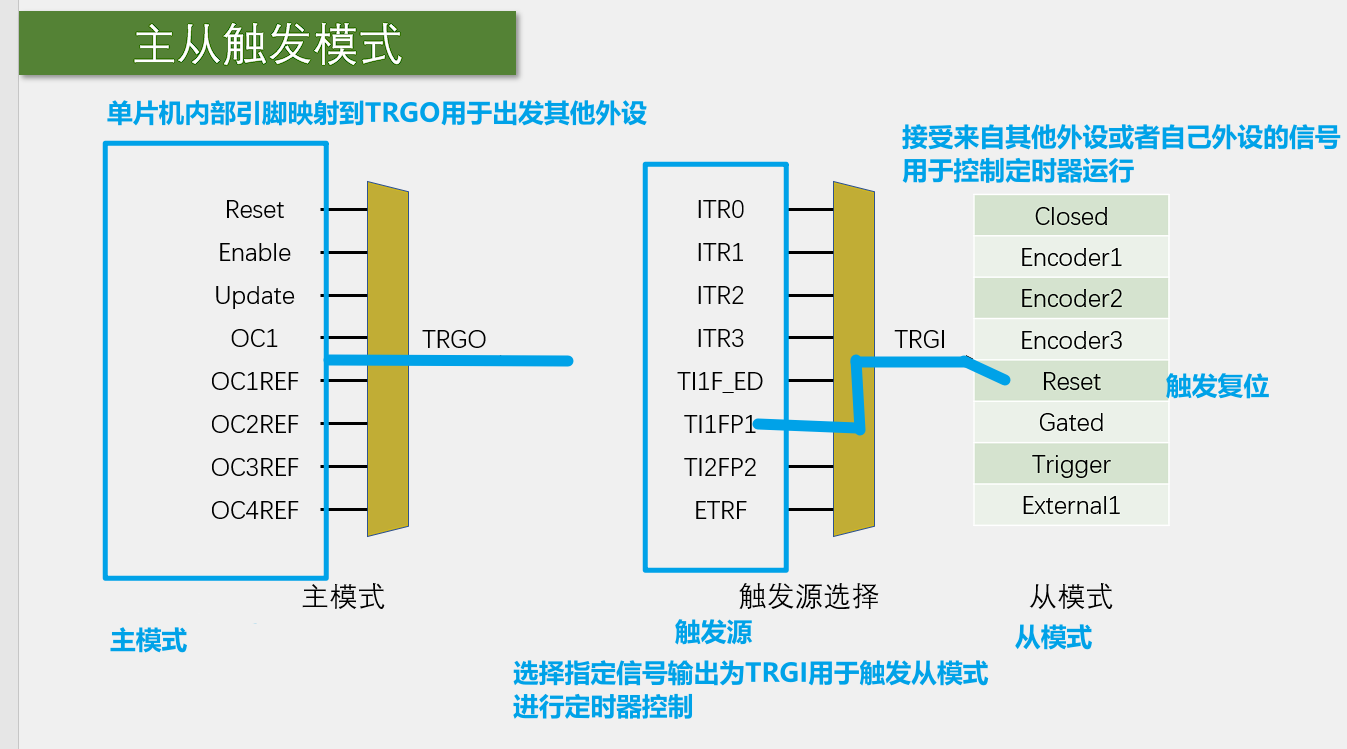 主从触发模式
单片机内部引脚映射到TRGO用于出发其他外设
接受来自其他外设或者自己外设的信号
用于控制定时器运行
Reset
Enable
Update
OC1
OC1REF
OC2REF
OC3REF
OC4REF
TRGO
主模式
主模式
ITR0
ITR1
ITR2
ITR3
TI1F_ED
TI1FP1
TI2FP2
ETRF
TRGI
触发源选择
触发源
选择指定信号输出为TRGI用于触发从模式
进行定时器控制
Closed
Encoder1
Encoder2
Encoder3
Reset
触发复位
Gated
Trigger
External1
从模式
从模式